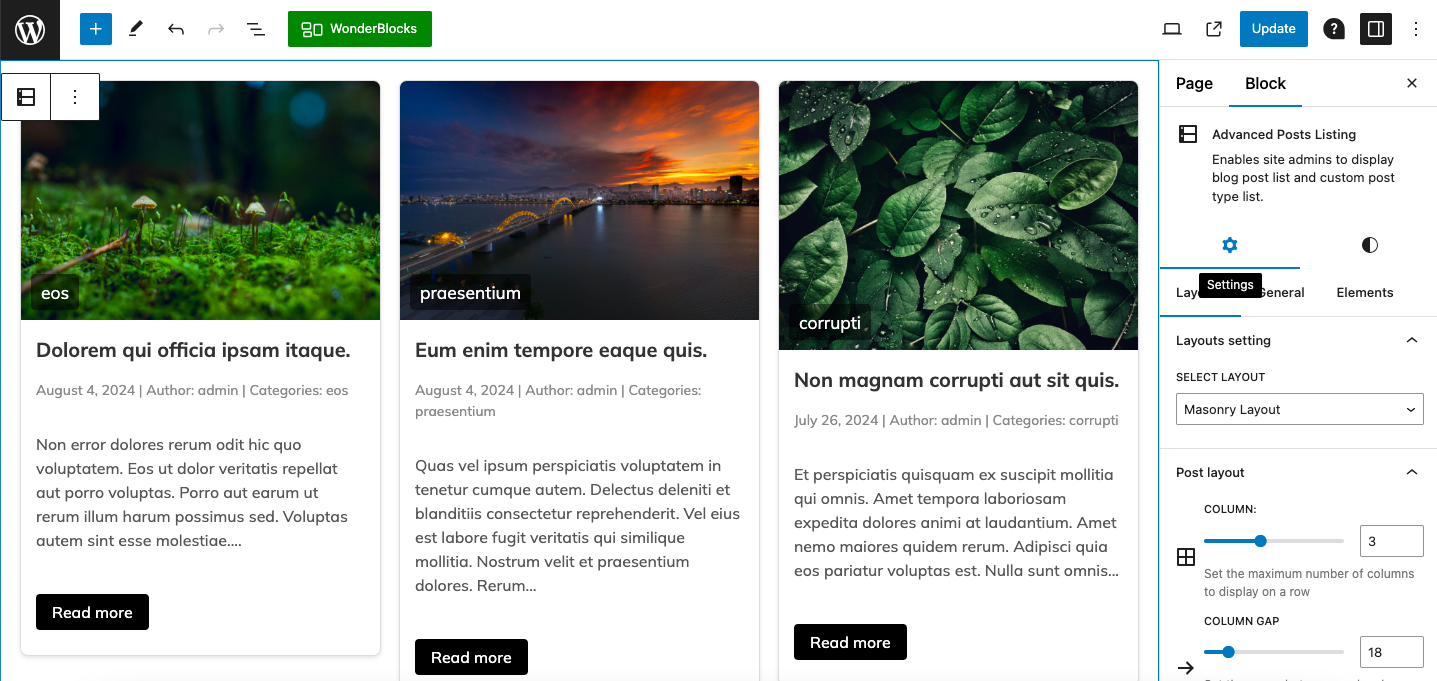 WonderBlocks
Update
eos
Dolorem qui officia ipsam itaque.
August 4, 2024 | Author: admin | Categories: eos
Non error dolores rerum odit hic quo
voluptatem. Eos ut dolor veritatis repellat
aut porro voluptas. Porro aut earum ut
rerum illum harum possimus sed. Voluptas
autem sint esse molestiae....
Read more
praesentium
Eum enim tempore eaque quis.
August 4, 2024 | Author: admin | Categories:
praesentium
Quas vel ipsum perspiciatis voluptatem in
tenetur cumque autem. Delectus deleniti et
blanditiis consectetur reprehenderit. Vel eius
est labore fugit veritatis qui similique
mollitia. Nostrum velit et praesentium
dolores. Rerum...
Read more
corrupti
Non magnam corrupti aut sit quis.
July 26, 2024 | Author: admin | Categories: corrupti
Et perspiciatis quisquam ex suscipit mollitia
qui omnis. Amet tempora laboriosam
expedita dolores animi at laudantium. Amet
nemo maiores quidem rerum. Adipisci quia
eos pariatur voluptas est. Nulla sunt omnis...
Read more
Page Block
Advanced Posts Listing
Enables site admins to display
blog post list and custom post
type list.
Settings
General Elements
Layouts setting
SELECT LAYOUT
Masonry Layout
Post layout
COLUMN:
3
Set the maximum number of columns
to display on a row
COLUMN GAP
18